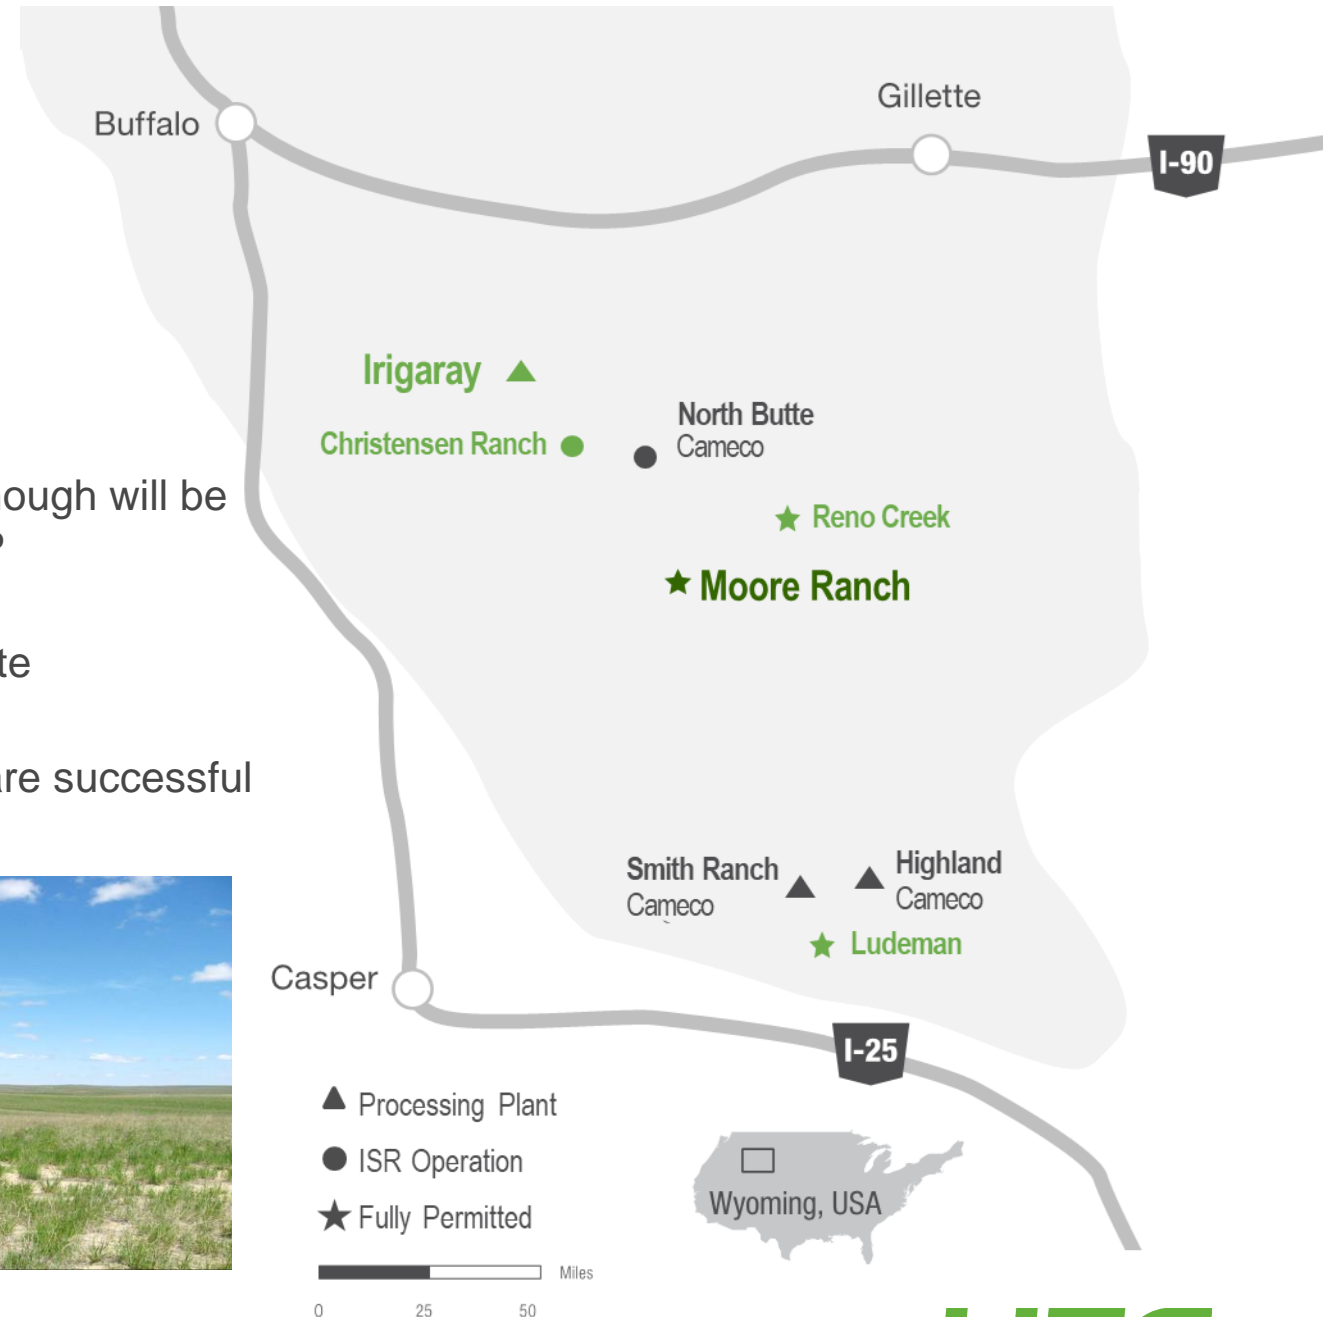 Gillette
Buffalo
I-90
Irigaray
North Butte
Christensen Ranch
Cameco
ough will be
Reno Creek
Moore Ranch
te
are successful
Smith Ranch
Highland
Cameco
Cameco
Ludeman
Casper
I-25
Processing Plant
ISR Operation
Wyoming, USA
Fully Permitted
Miles
0 25 50